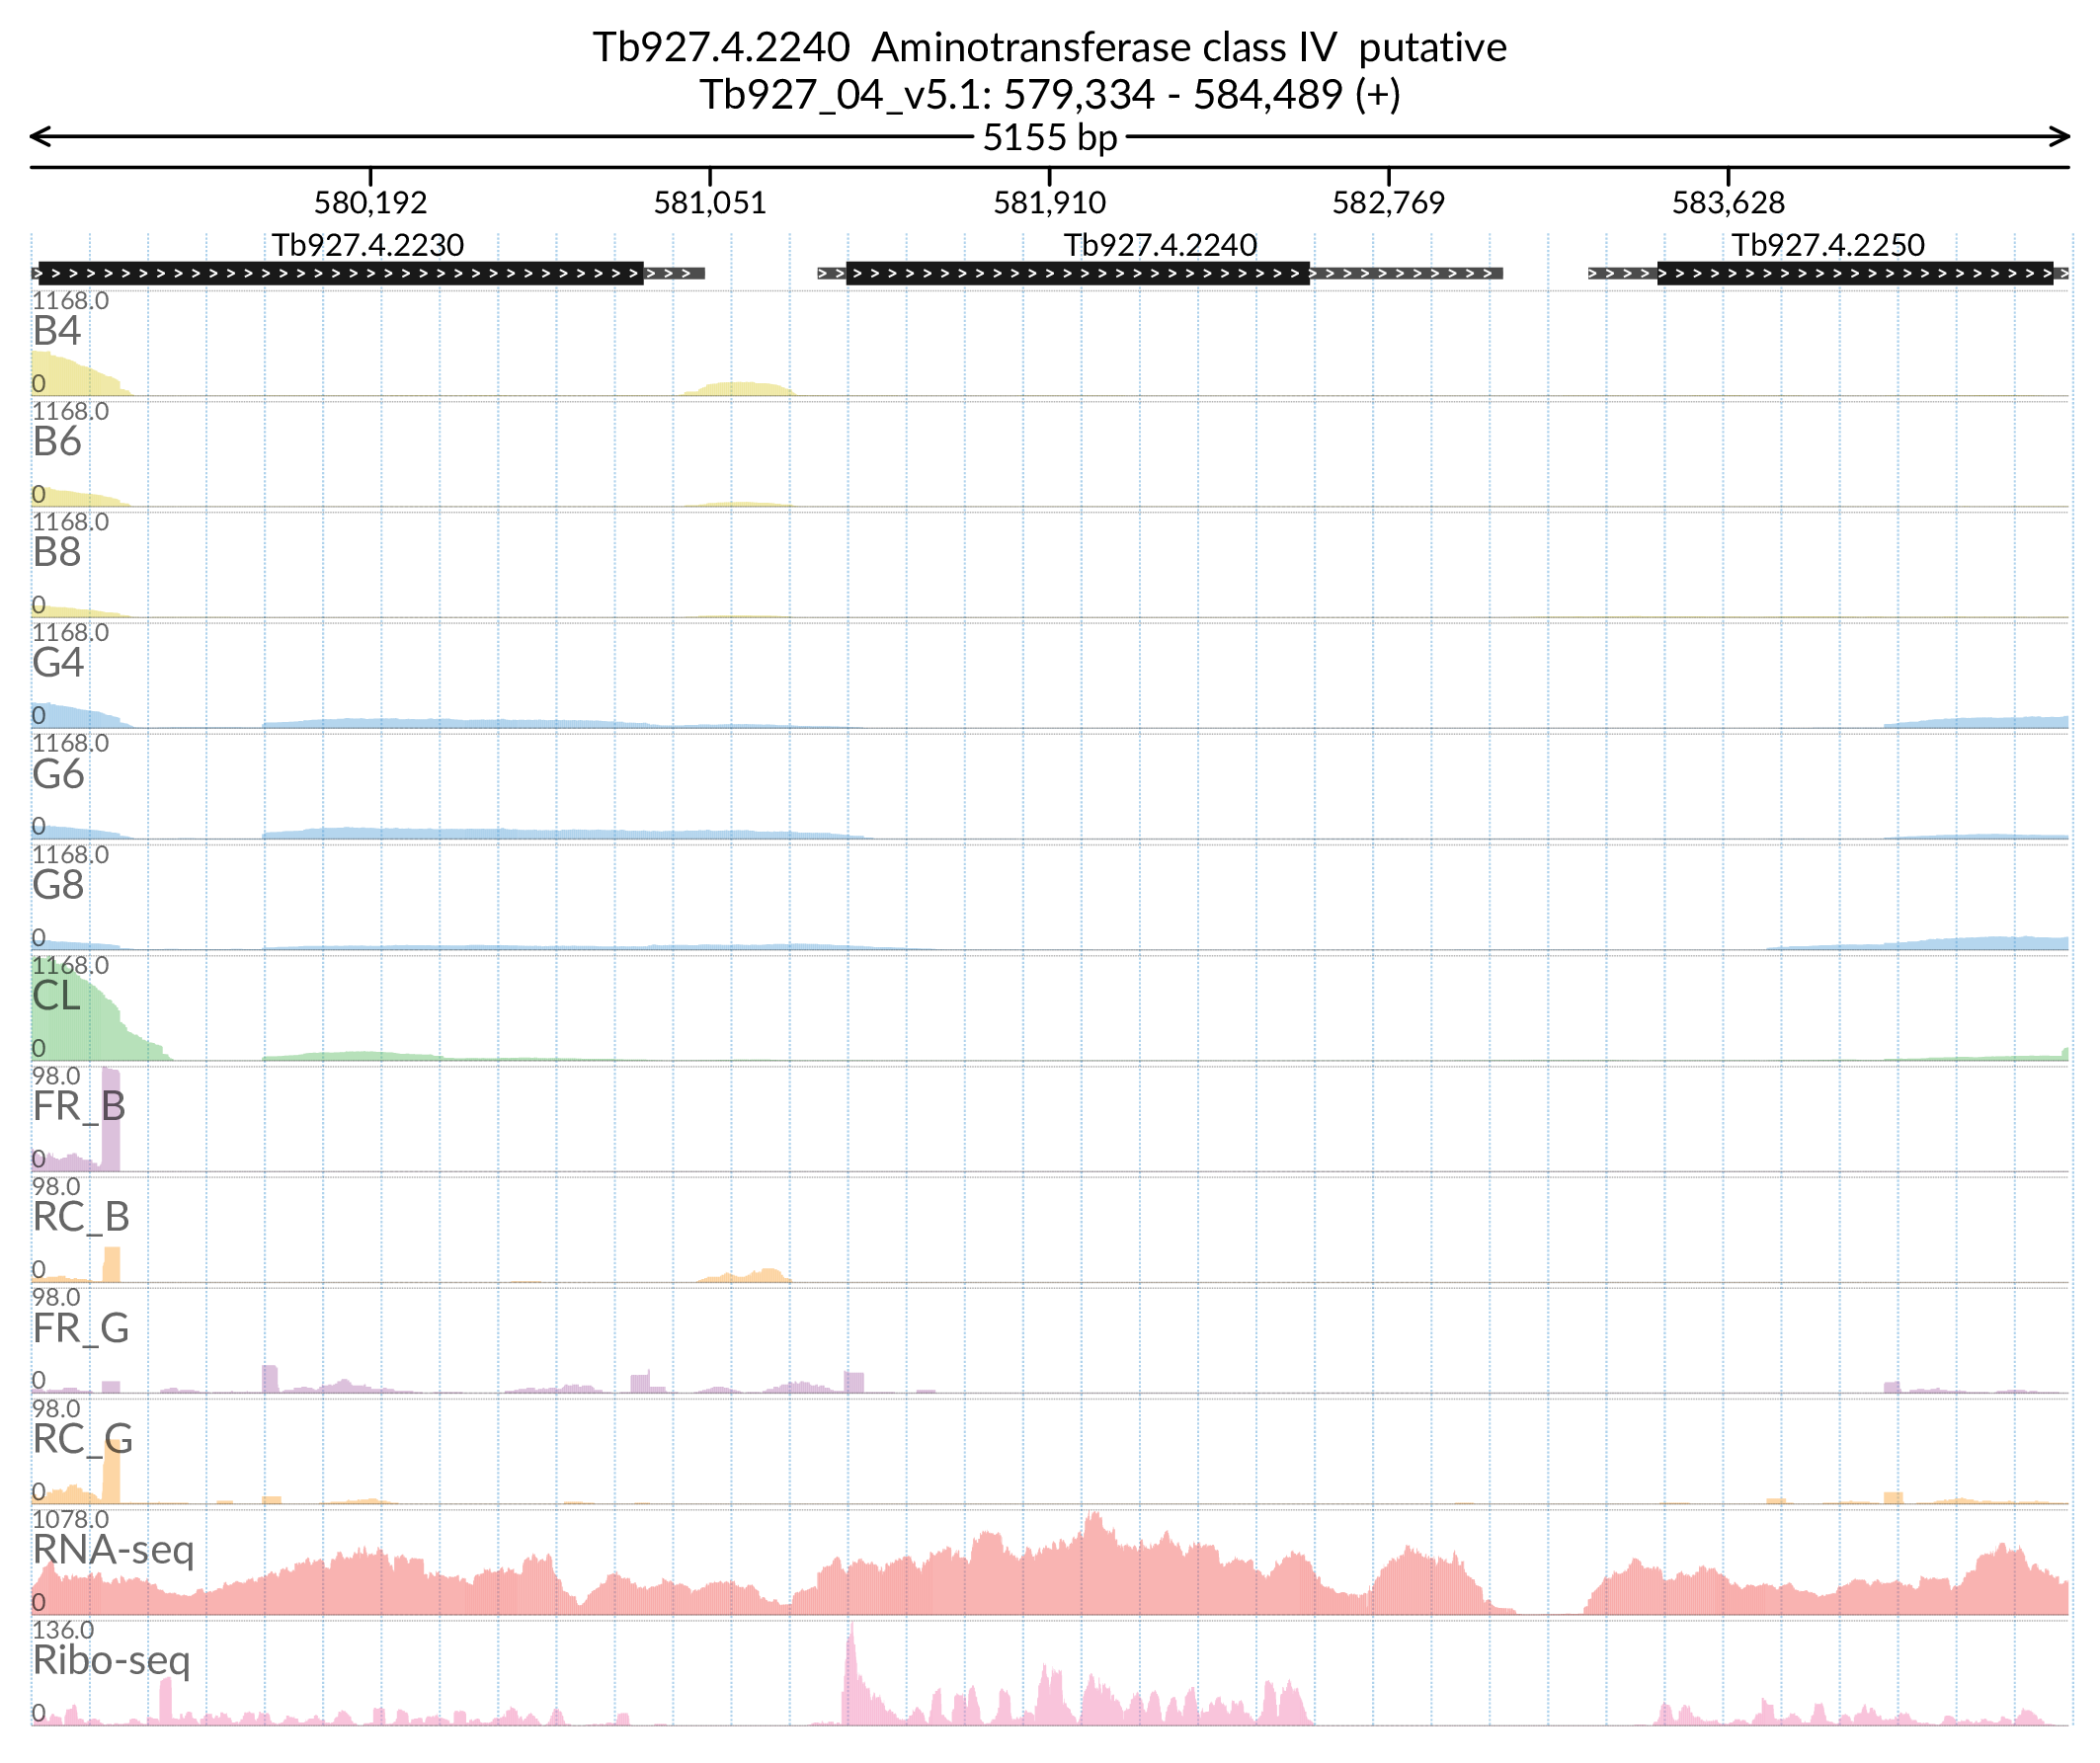 Tb927.4.2240  Aminotransferase class IV  putative
Tb927_04_v5.1: 579,334 - 584,489 (+)
5155 bp
580,192 581,051 581,910 582,769 583,628
Tb927.4.2230 Tb927.4.2240 Tb927.4.2250
1168.0
B4
0
1168.0
B6
0
1168.0
B8
0
1168.0
G4
0
1168.0
G6
0
1168.0
G8
0
1168.0
CL
0
98.0
FR_B
0
98.0
RC_B
0
98.0
FR_G
0
98.0
RC_G
0
1078.0
RNA-seq
0
136.0
Ribo-seq
0